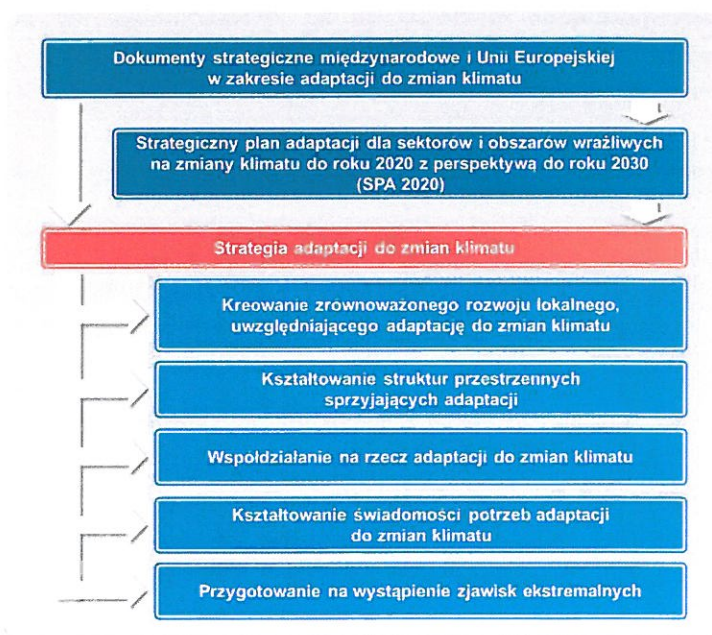 Dokumenty strategiczne międzynarodowe i Unii Europejskiej
w zakresie adaptacji do zmian klimatu
Strategiczny plan adaptacji dla sektorów i obszarów wrażliwych
na zmiany klimatu do roku 2020 z perspektywą do roku 2030
(SPA 2020)
Strategia adaptacji do zmian klimatu
Kreowanie zrównoważonego rozwoju lokalnego,
uwzględniającego adaptację do zmian klimatu
Kształtowanie struktur przestrzennych
sprzyjających adaptacji
Współdziałanie na rzecz adaptacji do zmian klimatu
Kształtowanie świadomości potrzeb adaptacji
do zmian klimatu
Przygotowanie na wystąpienie zjawisk ekstremalnych